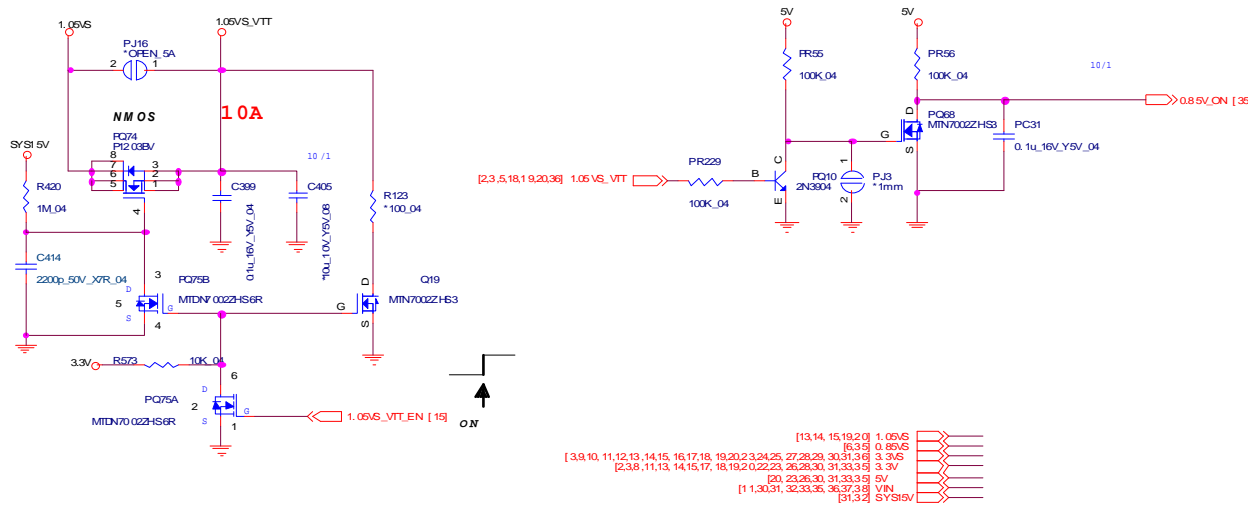 1.05VS
1.05VS_VTT
PJ16
*OPEN_5A
2
1
NMOS
10A
PQ74
P1203BV
8
7
6
5
3
2
1
4
SYS15V
R420
1M_04
10/1
C399
0.1u_16V_Y5V_04
C405
*10u_10V_Y5V_08
R123
*100_04
C414
2200p_50V_X7R_04
3
D
PQ75B
MTDN7002ZHS6R
5
G
S
4
Q19
MTN7002ZHS3
D
G
S
3.3V
R573
10K_04
6
D
PQ75A
MTDN7002ZHS6R
2
G
S
1
1.05VS_VTT_EN [15]
ON
5V
5V
PR55
100K_04
PR56
100K_04
10/1
0.85V_ON [35
D
PQ68
MTN7002ZHS3
G
S
PC31
0.1u_16V_Y5V_04
[2,3,5,18,19,20,36] 1.05VS_VTT
PR229
100K_04
B
C
E
PQ10
2N3904
1
2
PJ3
*1mm
[13,14,15,19,20] 1.05VS
[6,35] 0.85VS
[3,9,10,11,12,13,14,15,16,17,18,19,20,23,24,25,27,28,29,30,31,36] 3.3VS
[2,3,8,11,13,14,15,17,18,19,20,22,23,26,28,30,31,33,35] 3.3V
[20,23,26,30,31,33,35] 5V
[11,30,31,32,33,35,36,37,38] VIN
[31,32] SYS15V